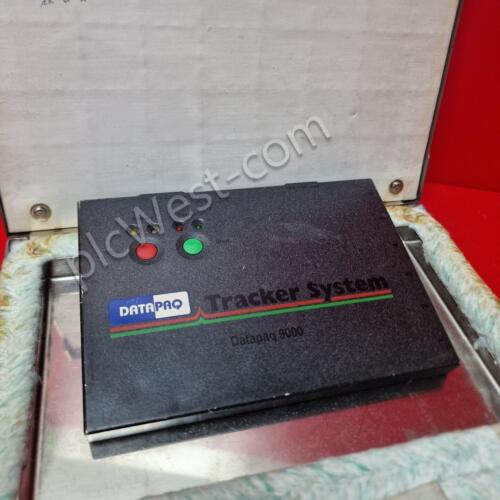 plcWest-com
DATAPAQ Tracker System
Datapaq 9000